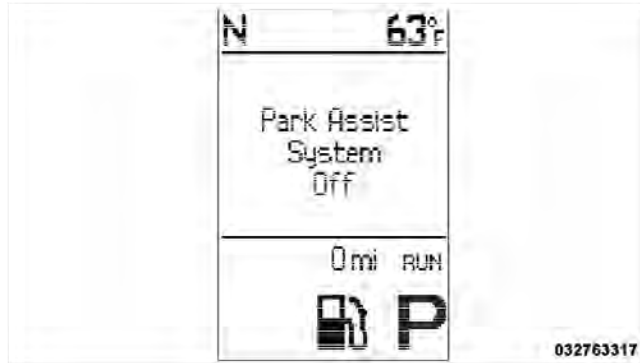 N 63°F
Park Assist
System
Off
0 mi RUN
P
032763317